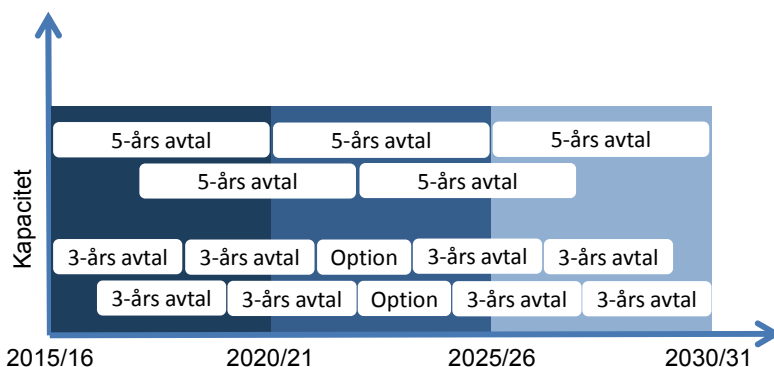 Kapacitet
5-års avtal 5-års avtal 5-års avtal
5-års avtal 5-års avtal
3-års avtal 3-års avtal Option 3-års avtal 3-års avtal
3-års avtal 3-års avtal Option 3-års avtal 3-års avtal
2015/16 2020/21 2025/26 2030/31